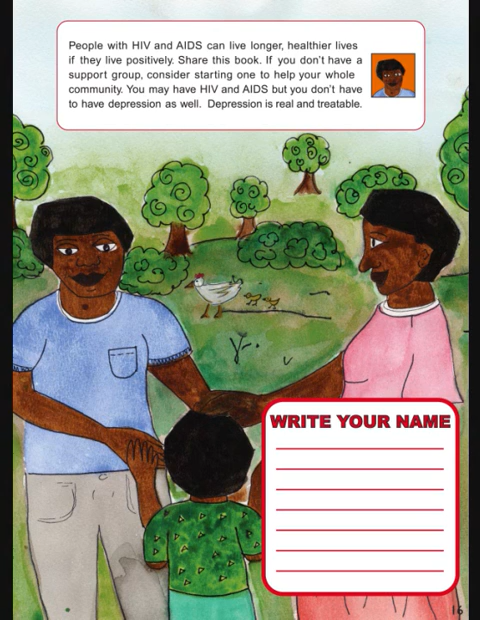 People with HIV and AIDS can live longer, healthier lives
if they live positively. Share this book. If you don't have a
support group, consider starting one to help your whole
community. You may have HIV and AIDS but you don't have
to have depression as well. Depression is real and treatable.
WRITE YOUR NAME
16